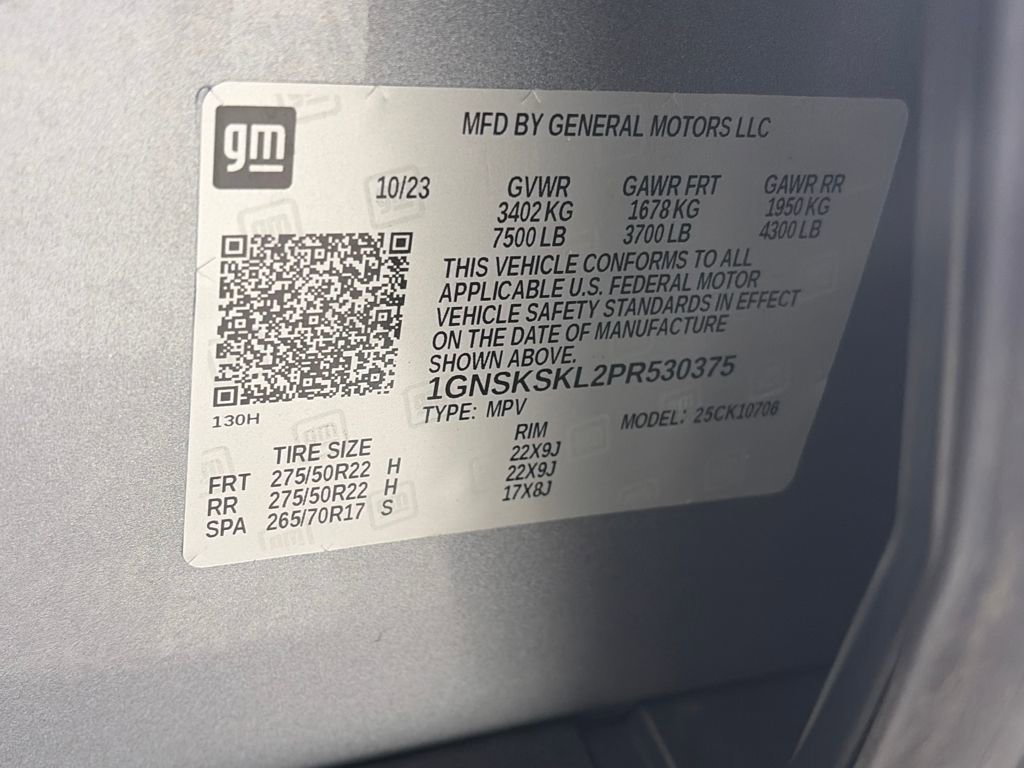 gm
MFD BY GENERAL MOTORS LLC
10/23 GVWR GAWR FRT GAWR RR
3402 KG 1678 KG 1950 KG
7500 LB 3700 LB 4300 LB
THIS VEHICLE CONFORMS TO ALL
APPLICABLE U.S. FEDERAL MOTOR
VEHICLE SAFETY STANDARDS IN EFFECT
ON THE DATE OF MANUFACTURE
SHOWN ABOVE.
1GNSKSKL2PR530375
TYPE: MPV MODEL: 25CK10706
130H
TIRE SIZE RIM
FRT 275/50R22 H 22X9J
RR 275/50R22 H 22X9J
SPA 265/70R17 S 17X8J